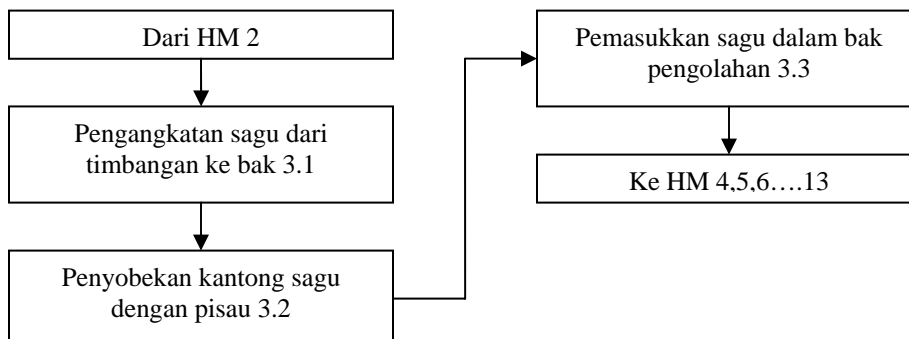 Dari HM 2
Pengangkatan sagu dari
timbangan ke bak 3.1
Penyobekan kantong sagu
dengan pisau 3.2
Pemasukkan sagu dalam bak
pengolahan 3.3
Ke HM 4,5,6….13